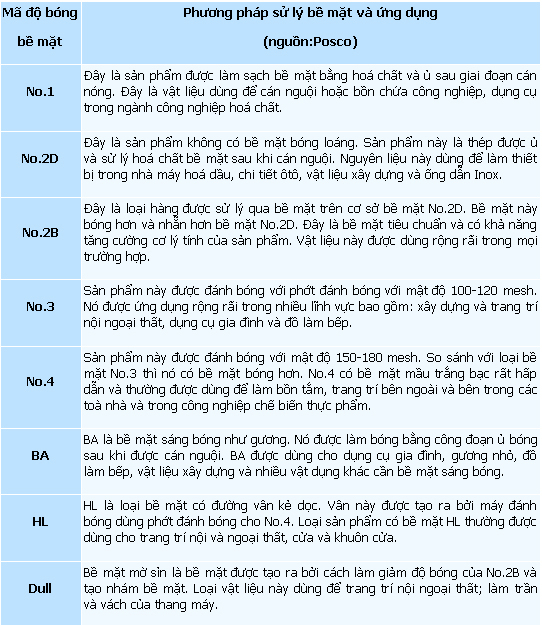 Mã độ bóng
bề mặt
Phương pháp sử lý bề mặt và ứng dụng
(nguồn:Posco)
No.1
Đây là sản phẩm được làm sạch bề mặt bằng hoá chất và ủ sau giai đoạn cán
nóng. Đây là vật liệu dùng để cán nguội hoặc bồn chứa công nghiệp, dụng cụ
trong ngành công nghiệp hoá chất.
No.2D
Đây là sản phẩm không có bề mặt bóng loáng. Sản phẩm này là thép được ủ
và sử lý hoá chất bề mặt sau khi cán nguội. Nguyên liệu này dùng để làm thiết
bị trong nhà máy hoá dầu, chi tiết ôtô, vật liệu xây dựng và ống dẫn Inox.
No.2B
Đây là loại hàng được sử lý qua bề mặt trên cơ sở bề mặt No.2D. Bề mặt này
bóng hơn và nhẵn hơn bề mặt No.2D. Đây là bề mặt tiêu chuẩn và có khả năng
tăng cường cơ lý tính của sản phẩm. Vật liệu này được dùng rộng rãi trong mọi
trường hợp.
No.3
Sản phẩm này được đánh bóng với phớt đánh bóng với mật độ 100-120 mesh.
Nó được ứng dụng rộng rãi trong nhiều lĩnh vực bao gồm: xây dựng và trang trí
nội ngoại thất, dụng cụ gia đình và đồ làm bếp.
No.4
Sản phẩm này được đánh bóng với mật độ 150-180 mesh. So sánh với loại bề
mặt No.3 thì nó có bề mặt bóng hơn. No.4 có bề mặt mầu trắng bạc rất hấp
dẫn và thường được dùng để làm bồn tắm, trang trí bên ngoài và bên trong các
toà nhà và trong công nghiệp chế biến thực phẩm.
BA
BA là bề mặt sáng bóng như gương. Nó được làm bóng bằng công đoạn ủ bóng
sau khi được cán nguội. BA được dùng cho dụng cụ gia đình, gương nhỏ, đồ
làm bếp, vật liệu xây dựng và nhiều vật dụng khác cần bề mặt sáng bóng.
HL
HL là loại bề mặt có đường vân kẻ dọc. Vân này được tạo ra bởi máy đánh
bóng dùng phớt đánh bóng cho No.4. Loại sản phẩm có bề mặt HL thường được
dùng cho trang trí nội và ngoại thất, cửa và khuôn cửa.
Dull
Bề mặt mờ sìn là bề mặt được tạo ra bởi cách làm giảm độ bóng của No.2B và
tạo nhám bề mặt. Loại vật liệu này dùng để trang trí nội ngoại thất; làm trần
và vách của thang máy.